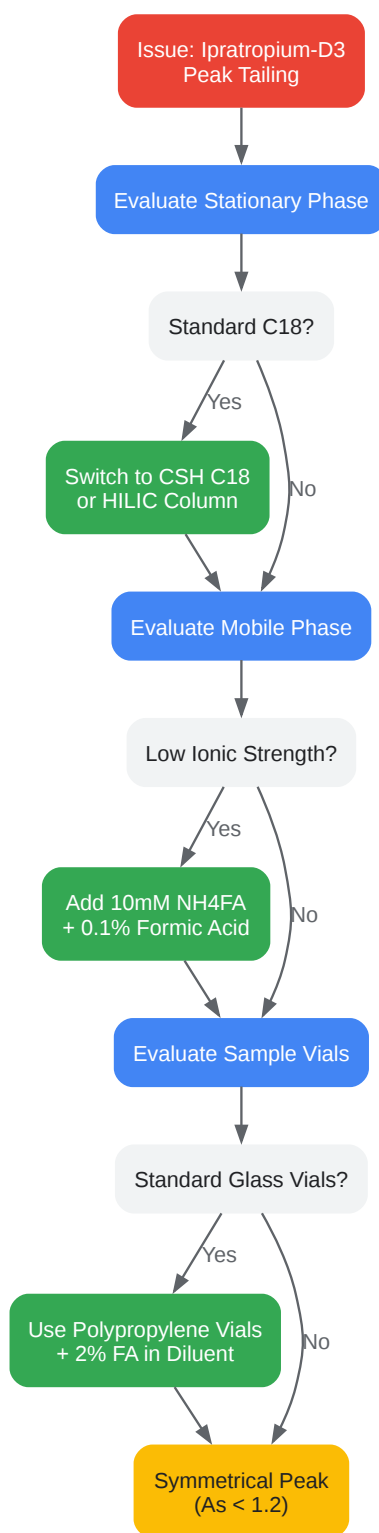 Issue: Ipratropium-D3
Peak Tailing
Evaluate Stationary Phase
Standard C18?
Yes
Switch to CSH C18
or HILIC Column
No
Evaluate Mobile Phase
Low Ionic Strength?
Yes
Add 10mM NH4FA
+ 0.1% Formic Acid
No
Evaluate Sample Vials
Standard Glass Vials?
Yes
Use Polypropylene Vials
+ 2% FA in Diluent
No
Symmetrical Peak
(As < 1.2)